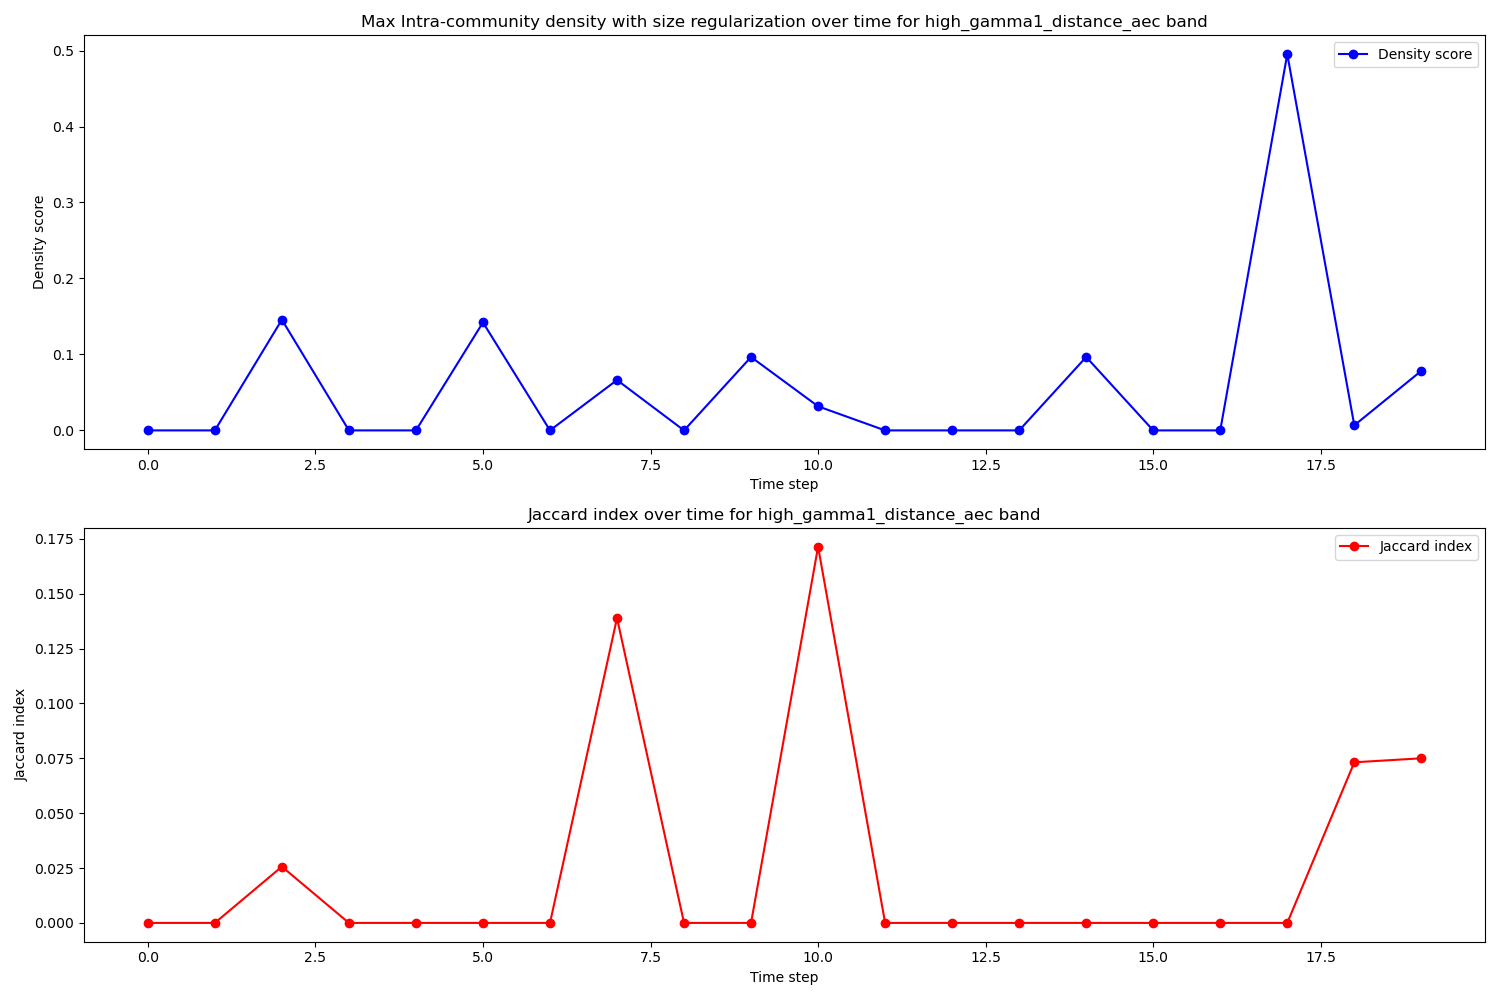 Max Intra-community density with size regularization over time for high_gamma1_distance_aec band
Density score
0.5
0.4
0.3
0.2
0.1
0.0
Density score
0.0 2.5 5.0 7.5 10.0 12.5 15.0 17.5
Time step
Jaccard index over time for high_gamma1_distance_aec band
Jaccard index
0.175
0.150
0.125
0.100
0.075
0.050
0.025
0.000
Jaccard index
0.0 2.5 5.0 7.5 10.0 12.5 15.0 17.5
Time step